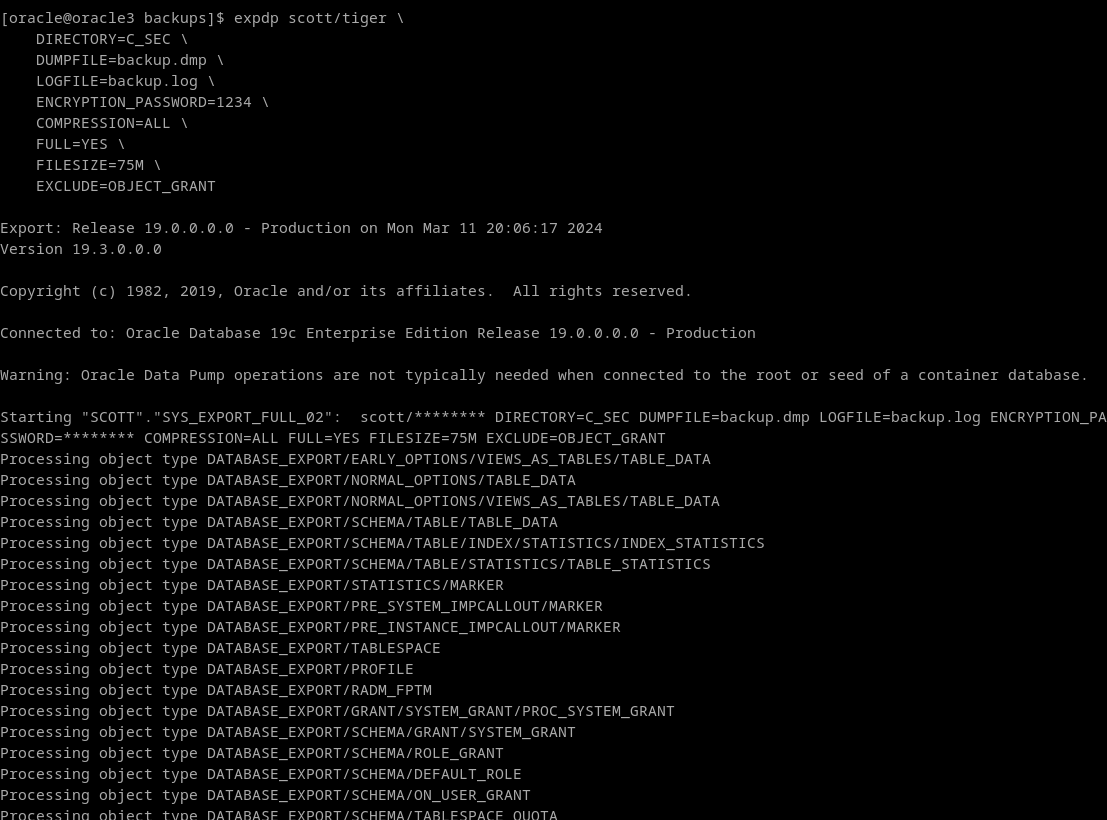 [oracle@oracle3 backups]$ expdp scott/tiger \
DIRECTORY=C_SEC \
DUMPFILE=backup.dmp \
LOGFILE=backup.log \
ENCRYPTION_PASSWORD=1234 \
COMPRESSION=ALL \
FULL=YES \
FILESIZE=75M \
EXCLUDE=OBJECT_GRANT
Export: Release 19.0.0.0.0 - Production on Mon Mar 11 20:06:17 2024
Version 19.3.0.0.0
Copyright (c) 1982, 2019, Oracle and/or its affiliates.  All rights reserved.
Connected to: Oracle Database 19c Enterprise Edition Release 19.0.0.0.0 - Production
Warning: Oracle Data Pump operations are not typically needed when connected to the root or seed of a container database.
Starting "SCOTT"."SYS_EXPORT_FULL_02":  scott/******** DIRECTORY=C_SEC DUMPFILE=backup.dmp LOGFILE=backup.log ENCRYPTION_PA
SSWORD=******** COMPRESSION=ALL FULL=YES FILESIZE=75M EXCLUDE=OBJECT_GRANT
Processing object type DATABASE_EXPORT/EARLY_OPTIONS/VIEWS_AS_TABLES/TABLE_DATA
Processing object type DATABASE_EXPORT/NORMAL_OPTIONS/TABLE_DATA
Processing object type DATABASE_EXPORT/NORMAL_OPTIONS/VIEWS_AS_TABLES/TABLE_DATA
Processing object type DATABASE_EXPORT/SCHEMA/TABLE/TABLE_DATA
Processing object type DATABASE_EXPORT/SCHEMA/TABLE/INDEX/STATISTICS/INDEX_STATISTICS
Processing object type DATABASE_EXPORT/SCHEMA/TABLE/STATISTICS/TABLE_STATISTICS
Processing object type DATABASE_EXPORT/STATISTICS/MARKER
Processing object type DATABASE_EXPORT/PRE_SYSTEM_IMPCALLOUT/MARKER
Processing object type DATABASE_EXPORT/PRE_INSTANCE_IMPCALLOUT/MARKER
Processing object type DATABASE_EXPORT/TABLESPACE
Processing object type DATABASE_EXPORT/PROFILE
Processing object type DATABASE_EXPORT/RADM_FPTM
Processing object type DATABASE_EXPORT/GRANT/SYSTEM_GRANT/PROC_SYSTEM_GRANT
Processing object type DATABASE_EXPORT/SCHEMA/GRANT/SYSTEM_GRANT
Processing object type DATABASE_EXPORT/SCHEMA/ROLE_GRANT
Processing object type DATABASE_EXPORT/SCHEMA/DEFAULT_ROLE
Processing object type DATABASE_EXPORT/SCHEMA/ON_USER_GRANT
Processing object type DATABASE_EXPORT/SCHEMA/TABLESPACE_QUOTA